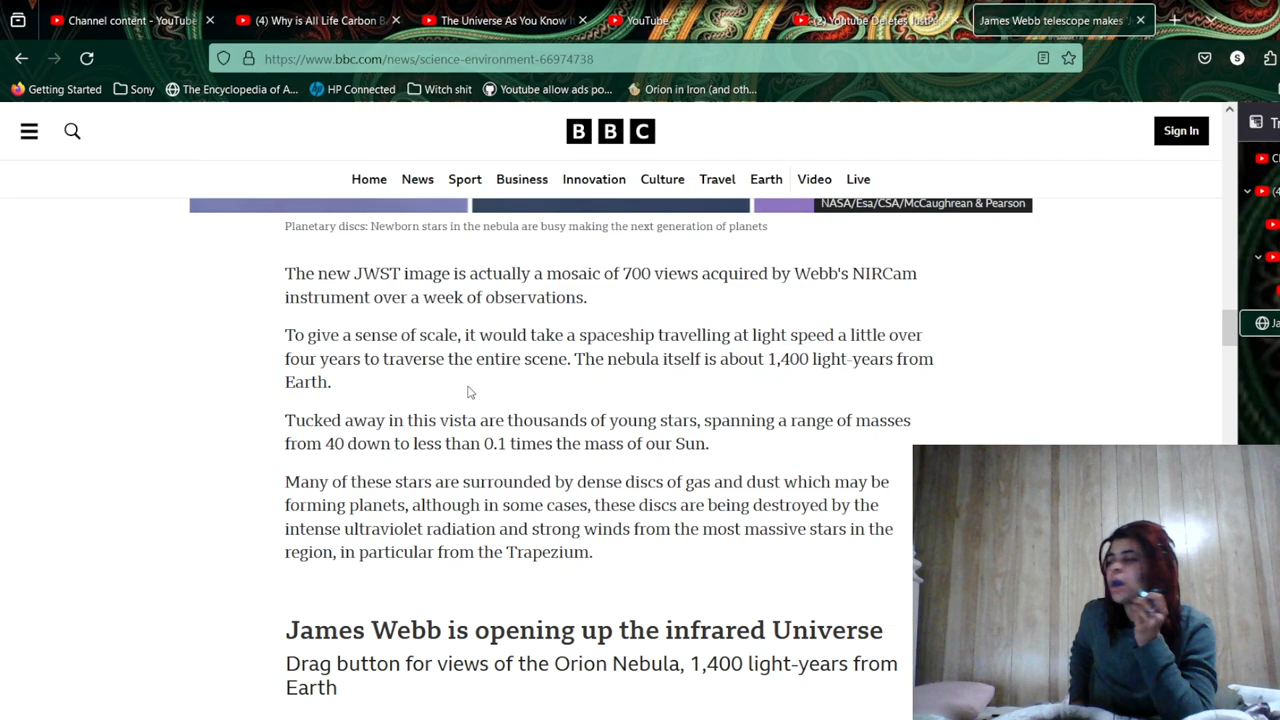 Channel content - YouTube
(4) Why is All Life Carbon B
The Universe As You Know I
YouTube
(2) Youtube Deletes JustPe
James Webb telescope makes 'J
https://www.bbc.com/news/science-environment-66974738
S
Getting Started
Sony
The Encyclopedia of A...
HP Connected
Witch shit
Youtube allow ads po...
Orion in Iron (and oth...
BBC
Sign In
Tr
Home News Sport Business Innovation Culture Travel Earth Video Live
NASA/Esa/CSA/McCaughrean & Pearson
Planetary discs: Newborn stars in the nebula are busy making the next generation of planets
The new JWST image is actually a mosaic of 700 views acquired by Webb's NIRCam
instrument over a week of observations.
To give a sense of scale, it would take a spaceship travelling at light speed a little over
four years to traverse the entire scene. The nebula itself is about 1,400 light-years from
Earth.
Tucked away in this vista are thousands of young stars, spanning a range of masses
from 40 down to less than 0.1 times the mass of our Sun.
Many of these stars are surrounded by dense discs of gas and dust which may be
forming planets, although in some cases, these discs are being destroyed by the
intense ultraviolet radiation and strong winds from the most massive stars in the
region, in particular from the Trapezium.
James Webb is opening up the infrared Universe
Drag button for views of the Orion Nebula, 1,400 light-years from
Earth